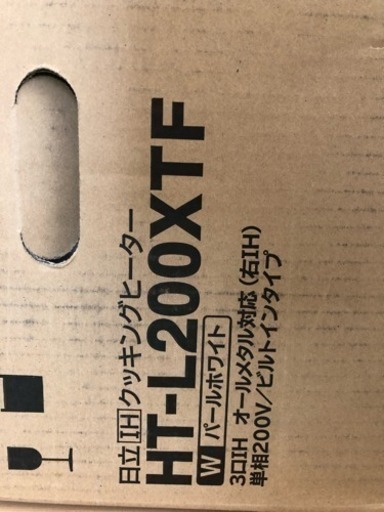 日立IHクッキングヒーター
HT-L200XTF
W パールホワイト
3口IH オールメタル対応(右IH)
単相200V/ビルトインタイプ